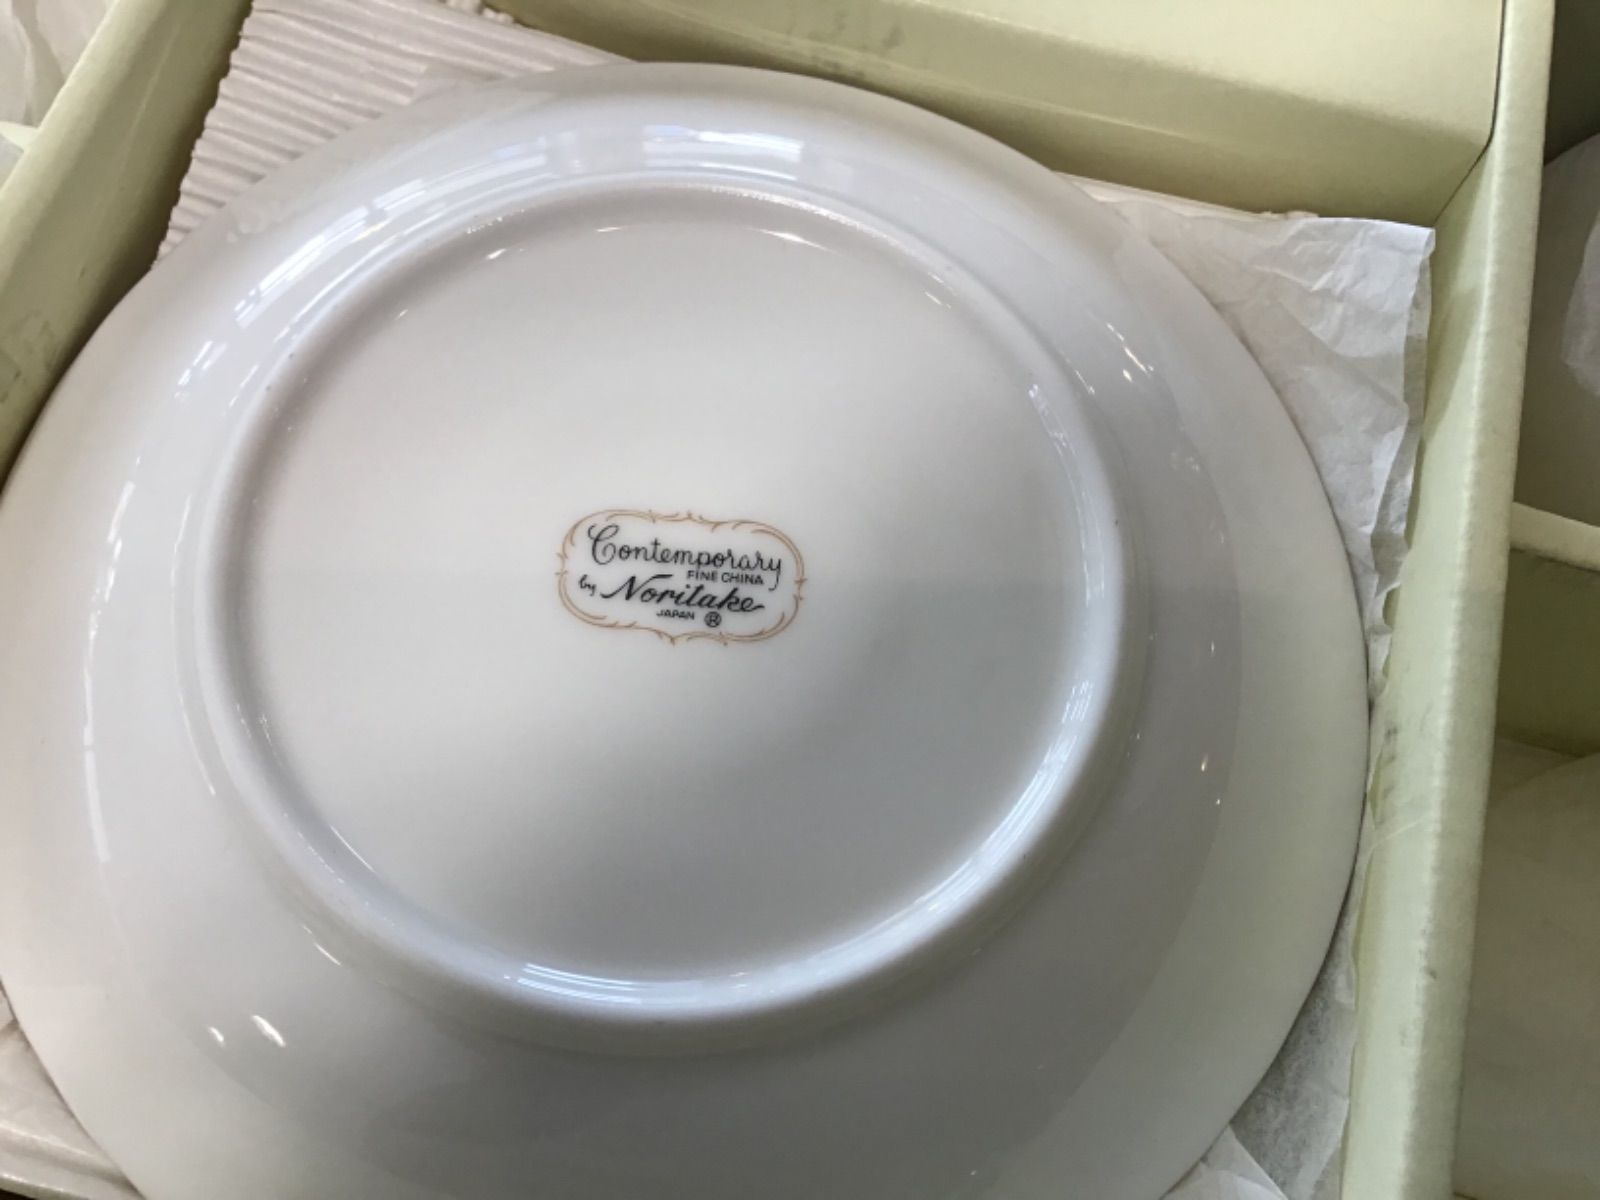 Contemporary
FINE CHINA
by Noritake
JAPAN ®